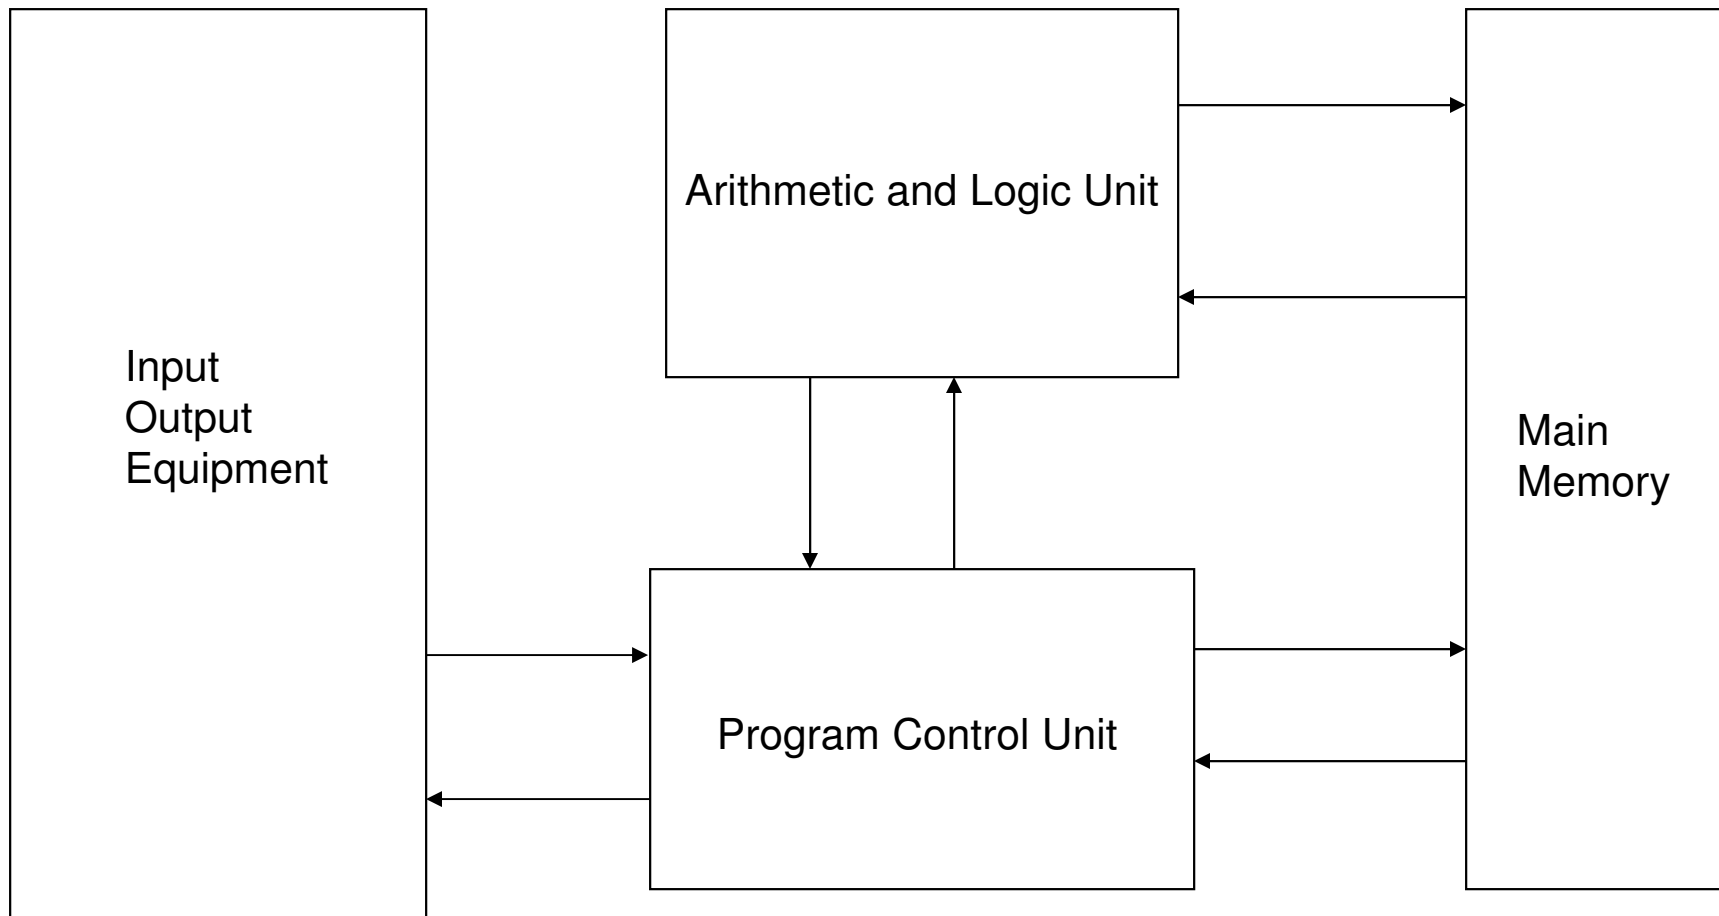 Input
Output
Equipment
Arithmetic and Logic Unit
Program Control Unit
Main
Memory